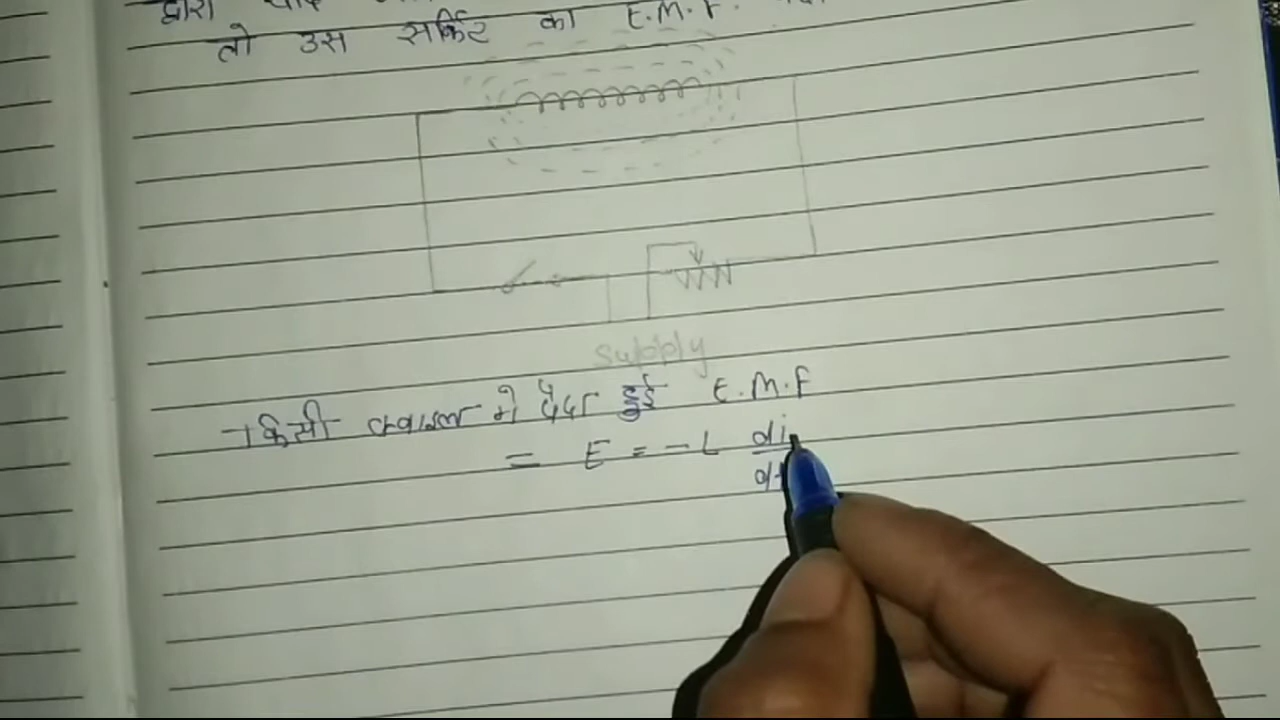 द्वारा
तो उस सर्किट का E.M.F.
Supply
→ किसी क्वाइल मे पैदा हुई E.M.F
= E = -L di
dt